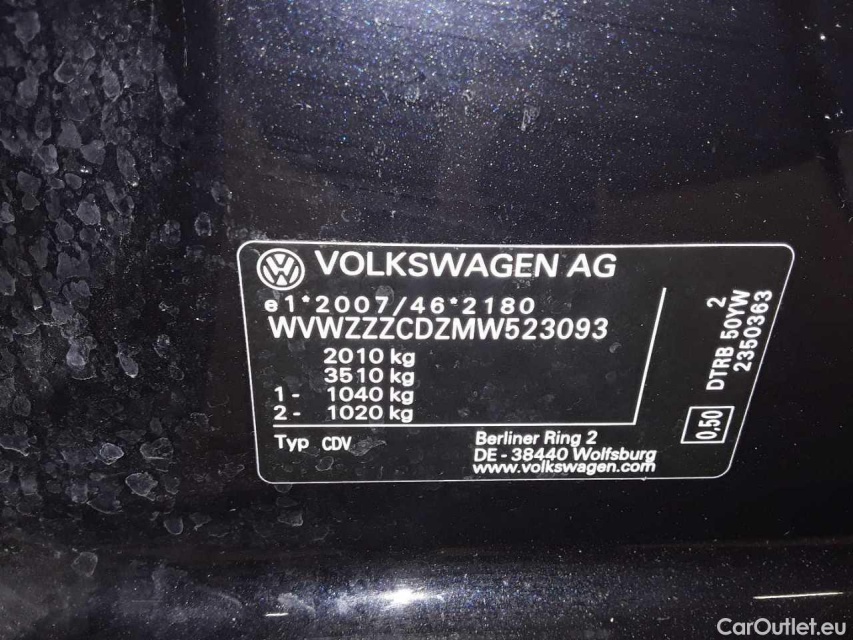 VOLKSWAGEN AG
e1*2007/46*2180
WVWZZZCDZMW523093
2010 kg
3510 kg
1- 1040 kg
2- 1020 kg
Typ CDV
Berliner Ring 2
DE - 38440 Wolfsburg
www.volkswagen.com
2
DTRB 50YW
2350363
0,50
CarOutlet.eu